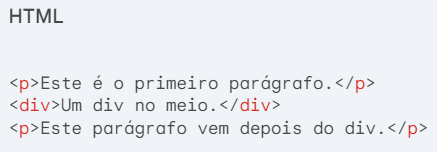 HTML
<p>Este é o primeiro parágrafo.</p>
<div>Um div no meio.</div>
<p>Este parágrafo vem depois do div.</p>